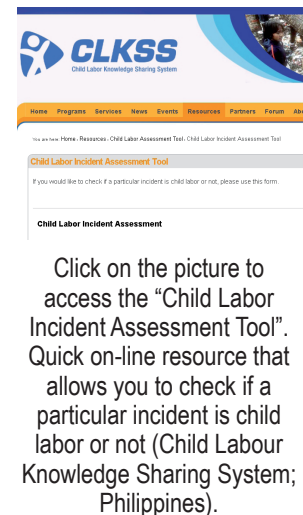 CLKSS
Child Labor Knowledge Sharing System
Home Programs Services News Events Resources Partners Forum Abo
You are here: Home › Resources › Child Labor Assessment Tool › Child Labor Incident Assessment Tool
Child Labor Incident Assessment Tool
If you would like to check if a particular incident is child labor or not, please use this form.
Child Labor Incident Assessment
Click on the picture to
access the “Child Labor
Incident Assessment Tool”.
Quick on-line resource that
allows you to check if a
particular incident is child
labor or not (Child Labour
Knowledge Sharing System;
Philippines).